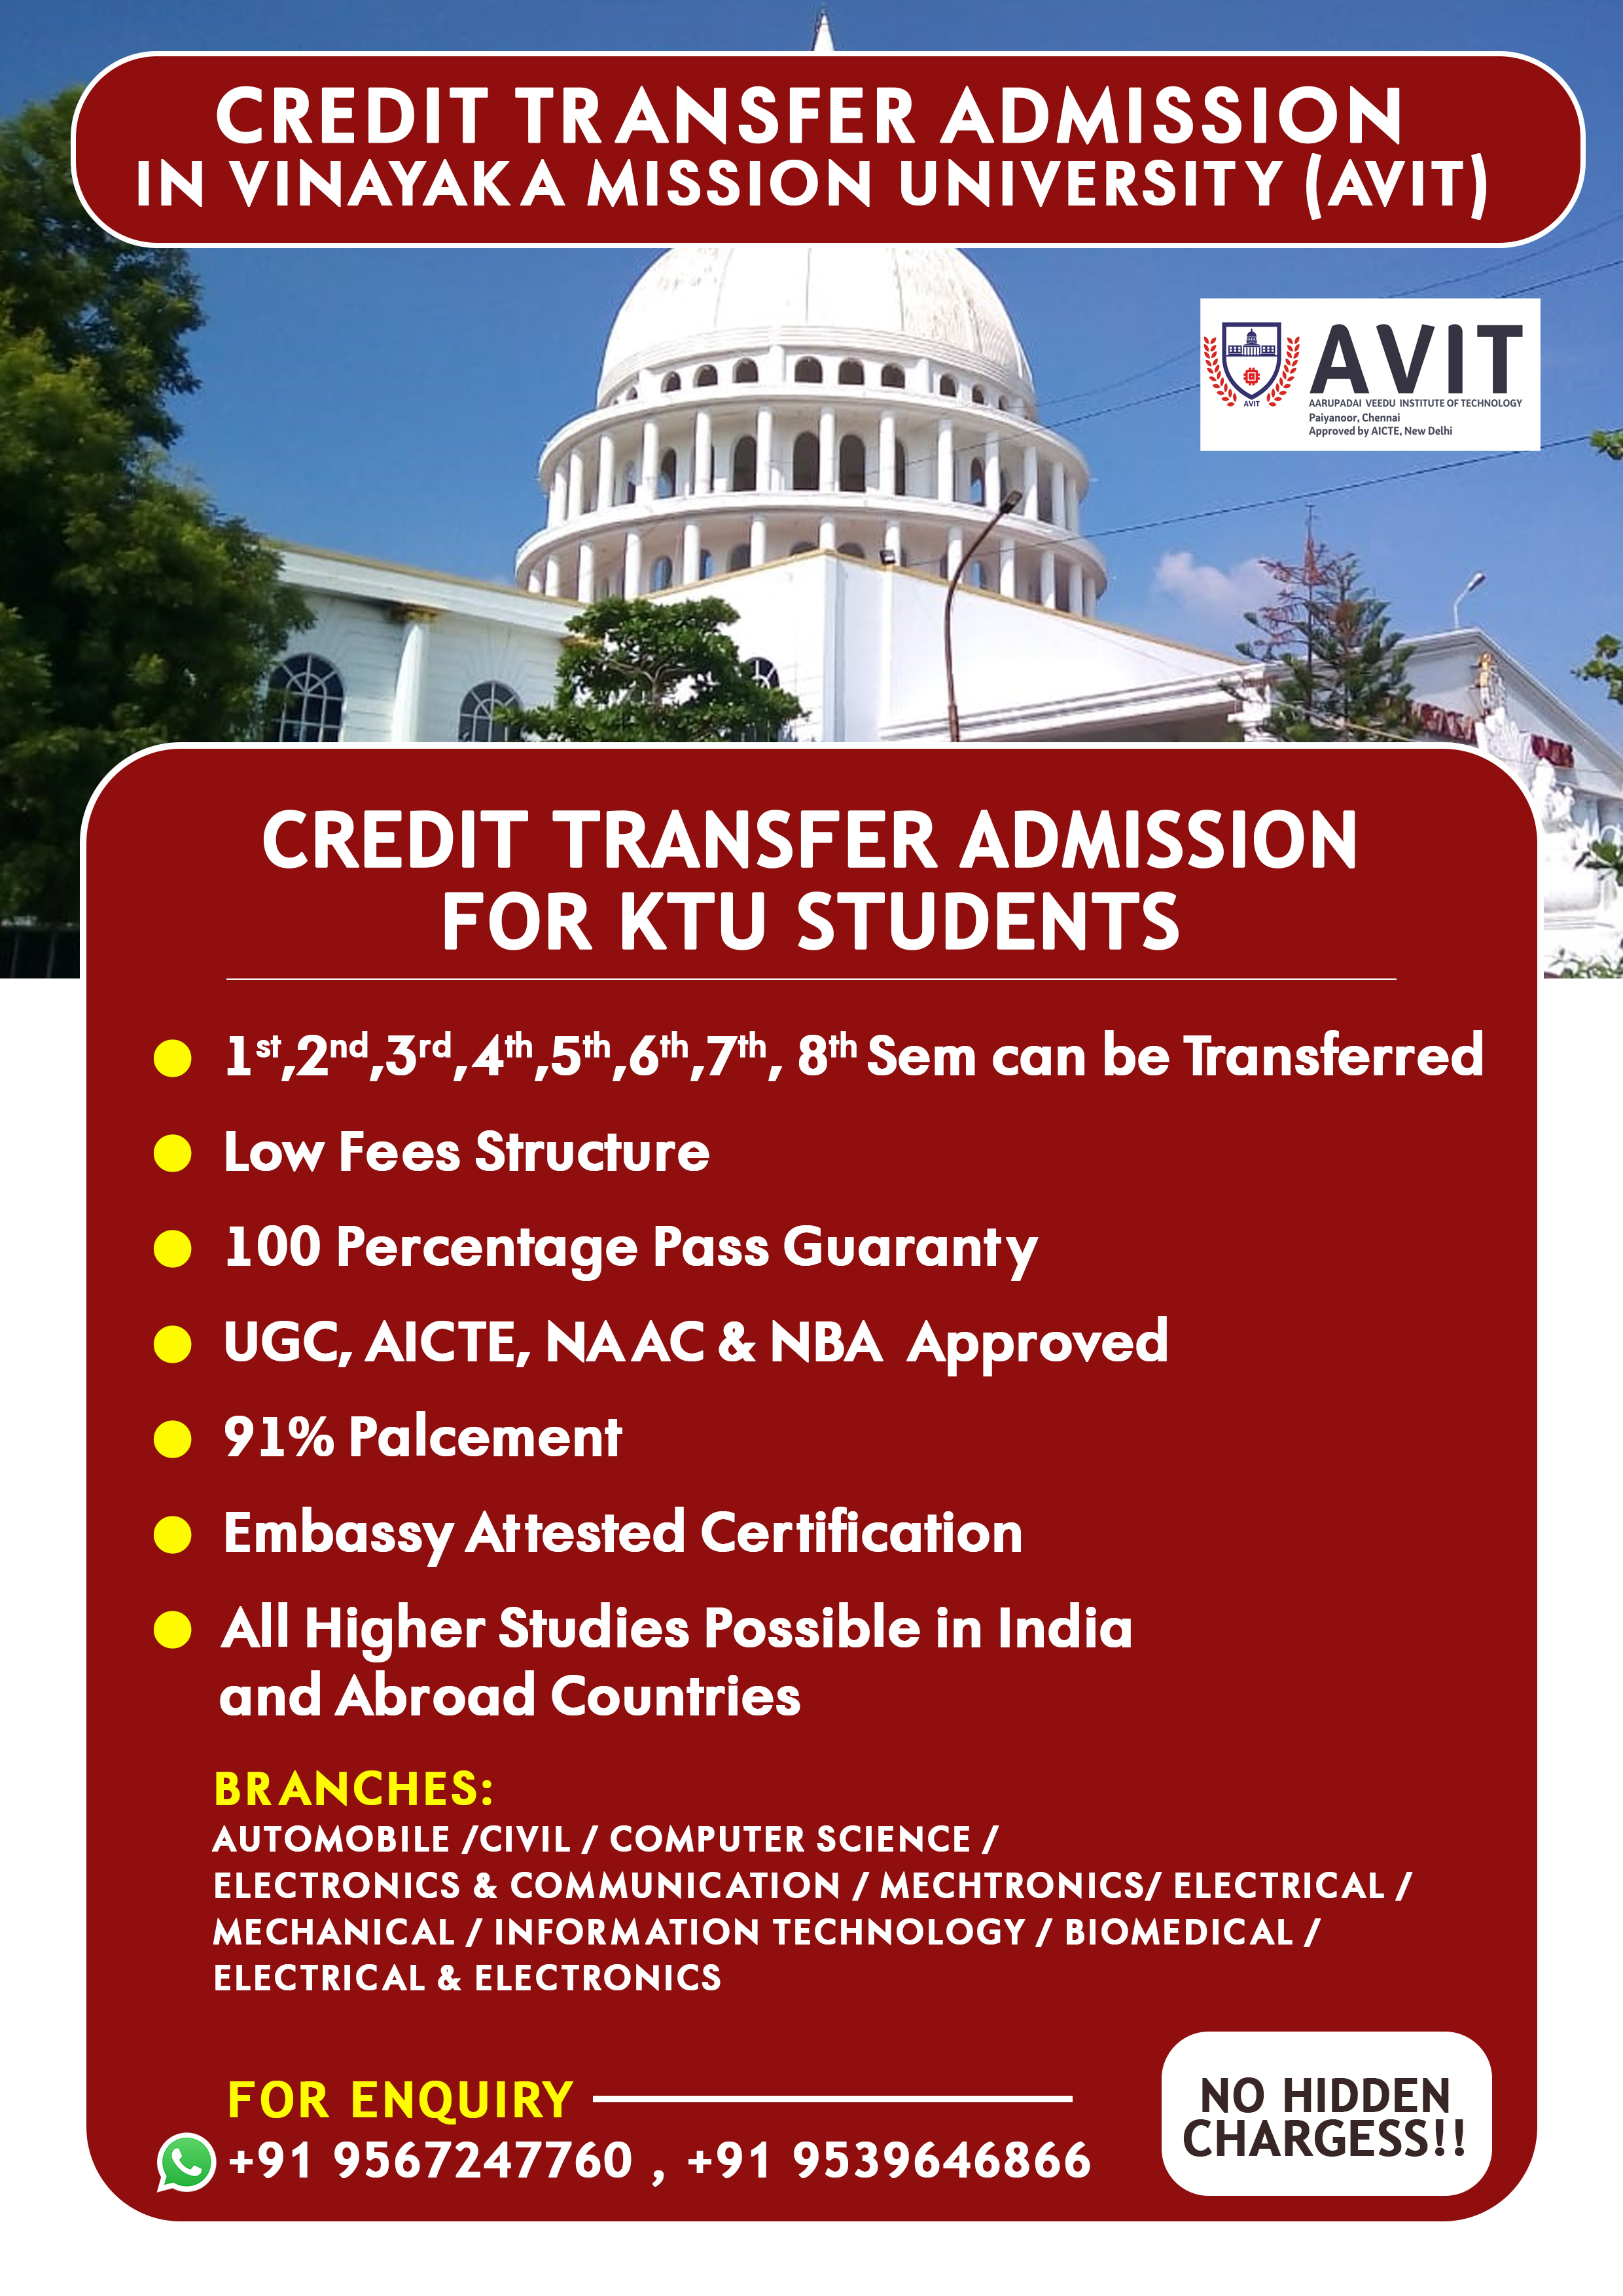 CREDIT TRANSFER ADMISSION
IN VINAYAKA MISSION UNIVERSITY (AVIT)
AVIT
AVIT
AARUPADAI VEEDU INSTITUTE OF TECHNOLOGY
Paiyanoor, Chennai
Approved by AICTE, New Delhi
CREDIT TRANSFER ADMISSION
FOR KTU STUDENTS
1st,2nd,3rd,4th,5th,6th,7th, 8th Sem can be Transferred
Low Fees Structure
100 Percentage Pass Guaranty
UGC, AICTE, NAAC & NBA Approved
91% Palcement
Embassy Attested Certification
All Higher Studies Possible in India
and Abroad Countries
BRANCHES:
AUTOMOBILE /CIVIL / COMPUTER SCIENCE /
ELECTRONICS & COMMUNICATION / MECHTRONICS/ ELECTRICAL /
MECHANICAL / INFORMATION TECHNOLOGY / BIOMEDICAL /
ELECTRICAL & ELECTRONICS
FOR ENQUIRY
+91 9567247760 , +91 9539646866
NO HIDDEN
CHARGESS!!